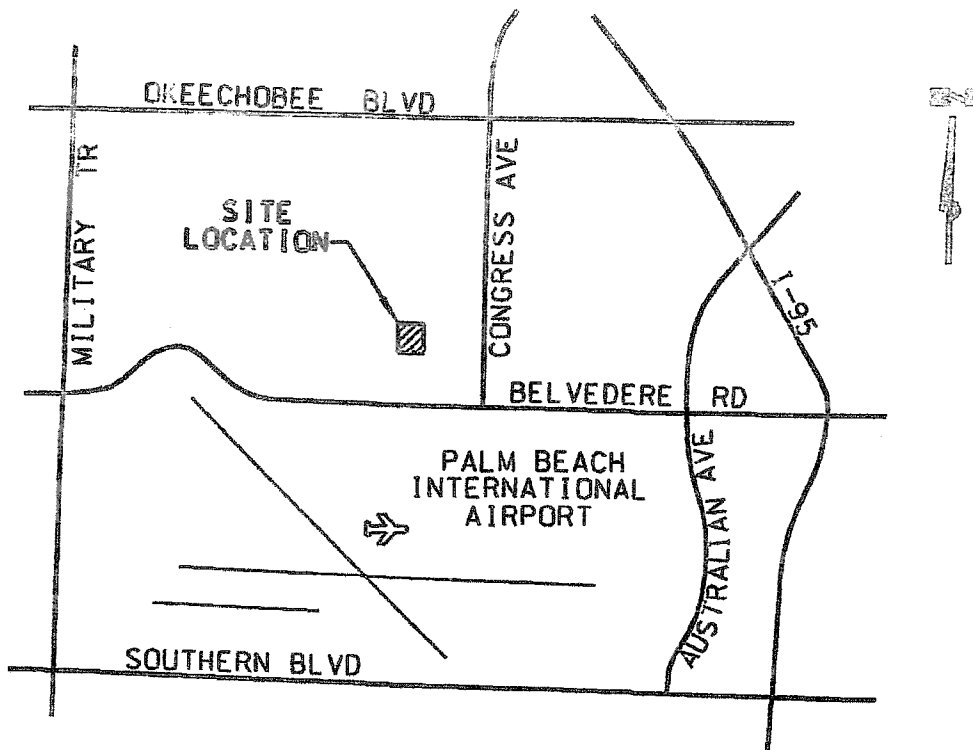 OKEECHOBEE BLVD
MILITARY TR
SITE
LOCATION
CONGRESS AVE
I-95
BELVEDERE RD
PALM BEACH
INTERNATIONAL
AIRPORT
AUSTRALIAN AVE
SOUTHERN BLVD